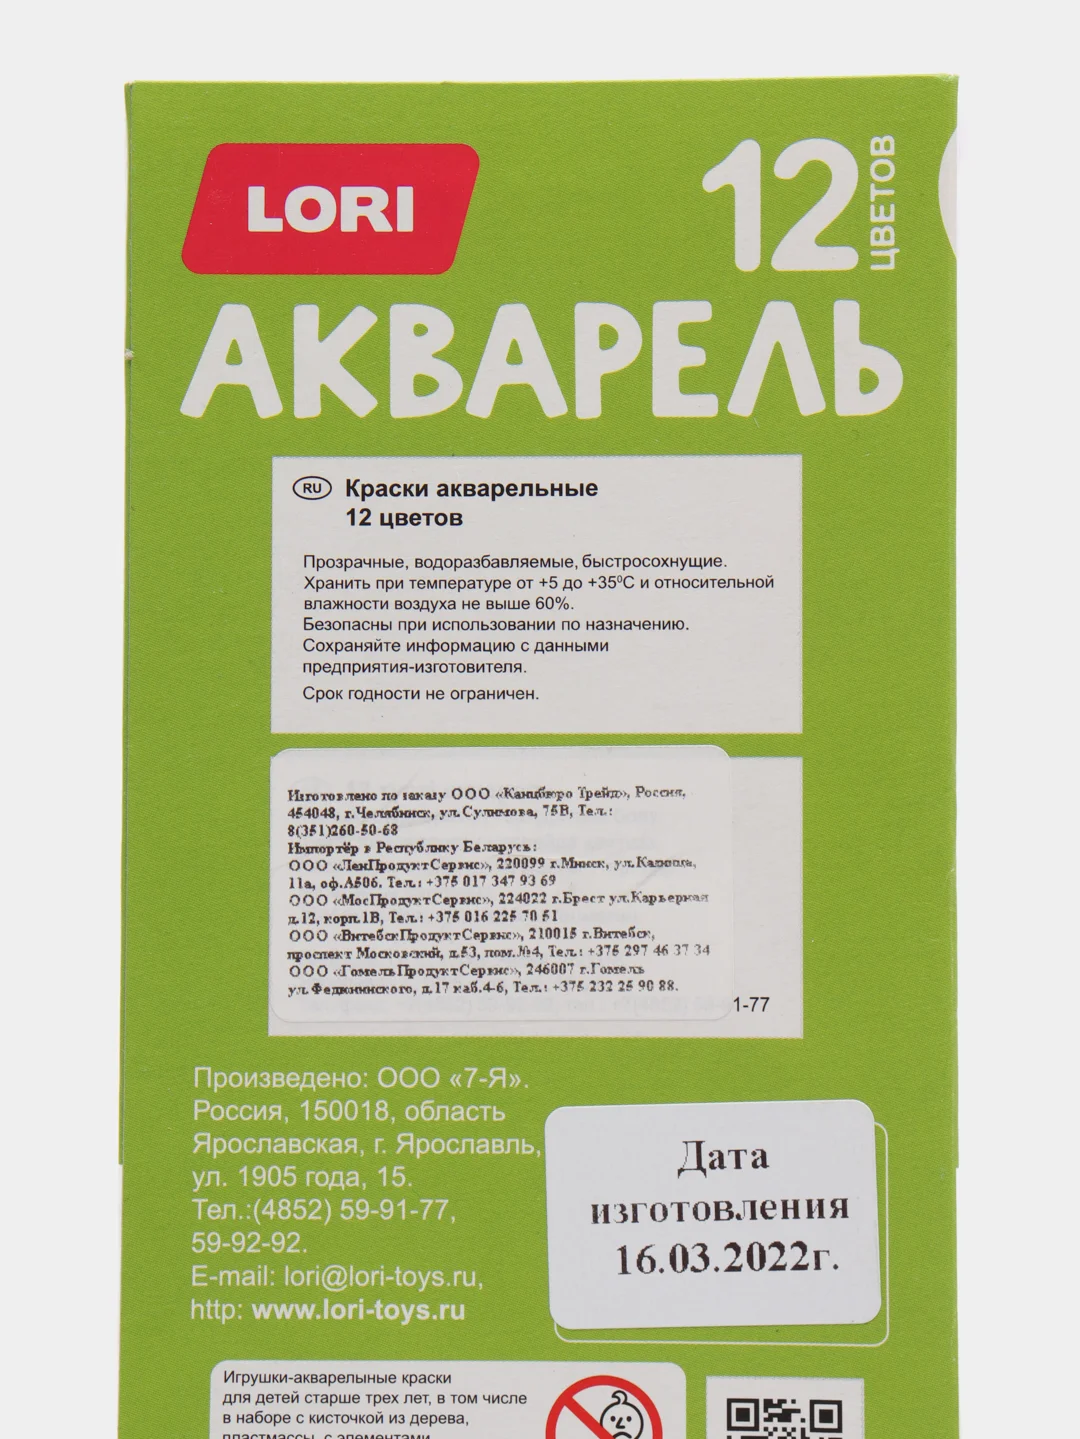 LORI
12
ЦВЕТОВ
АКВАРЕЛЬ
RU Краски акварельные
12 цветов
Прозрачные, водоразбавляемые, быстросохнущие.
Хранить при температуре от +5 до +35⁰С и относительной
влажности воздуха не выше 60%.
Безопасны при использовании по назначению.
Сохраняйте информацию с данными
предприятия-изготовителя.
Срок годности не ограничен.
Изготовлено по заказу ООО «Канцбюро Трейд», Россия,
454048, г.Челябинск, ул.Сулимова, 75В, Тел.:
8(351)260-50-68
Импортёр в Республику Беларусь:
ООО «ЛенПродуктСервис», 220099 г.Минск, ул.Казинца,
11а, оф.А506. Тел.: +375 017 347 93 69
ООО «МосПродуктСервис», 224022 г.Брест ул.Карьерная
д.12, корп.1В, Тел.: +375 016 225 70 51
ООО «ВитебскПродуктСервис», 210015 г.Витебск,
проспект Московский, д.53, пом.№4, Тел.: +375 297 46 37 34
ООО «ГомельПродуктСервис», 246007 г.Гомель
ул.Федюнинского, д.17 каб.4-6, Тел.: +375 232 25 90 88.
1-77
Произведено: ООО «7-Я».
Россия, 150018, область
Ярославская, г. Ярославль,
ул. 1905 года, 15.
Тел.:(4852) 59-91-77,
59-92-92.
E-mail: lori@lori-toys.ru,
http: www.lori-toys.ru
Дата
изготовления
16.03.2022г.
Игрушки-акварелыные краски
для детей старше трех лет, в том числе
в наборе с кисточкой из дерева,
пластмассы, с элементами